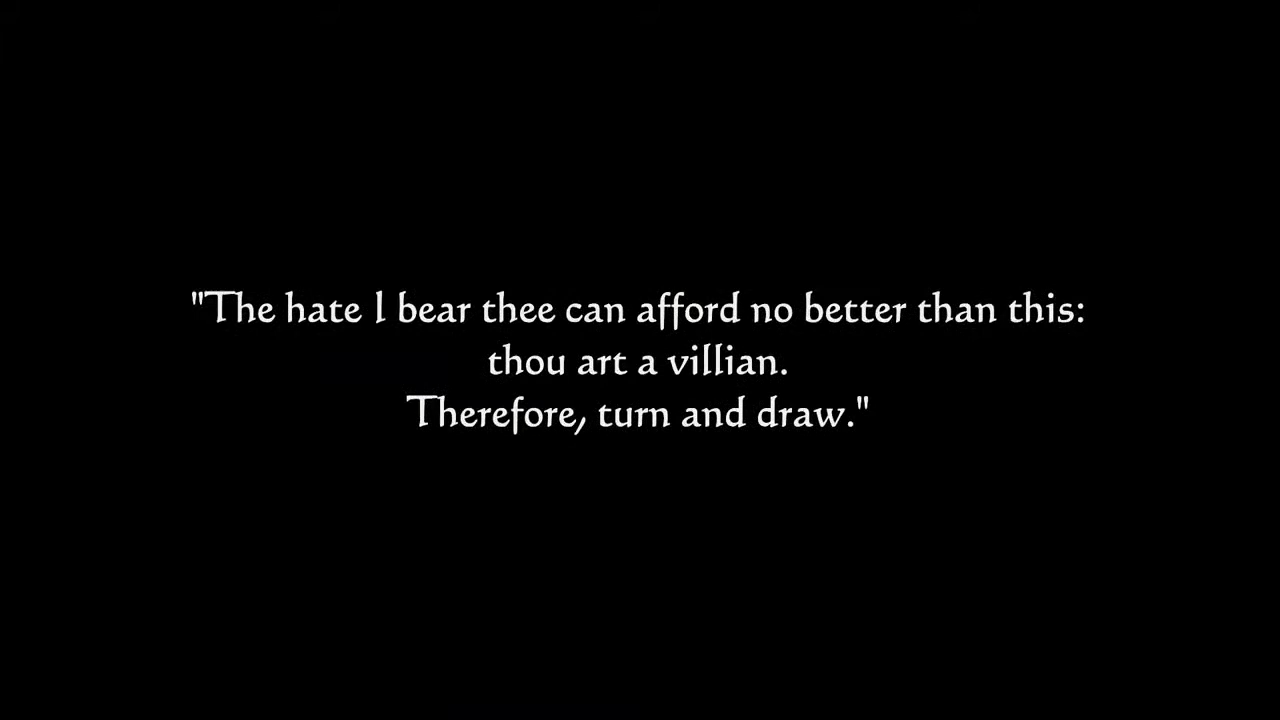 "The hate I bear thee can afford no better than this:
thou art a villian.
Therefore, turn and draw."